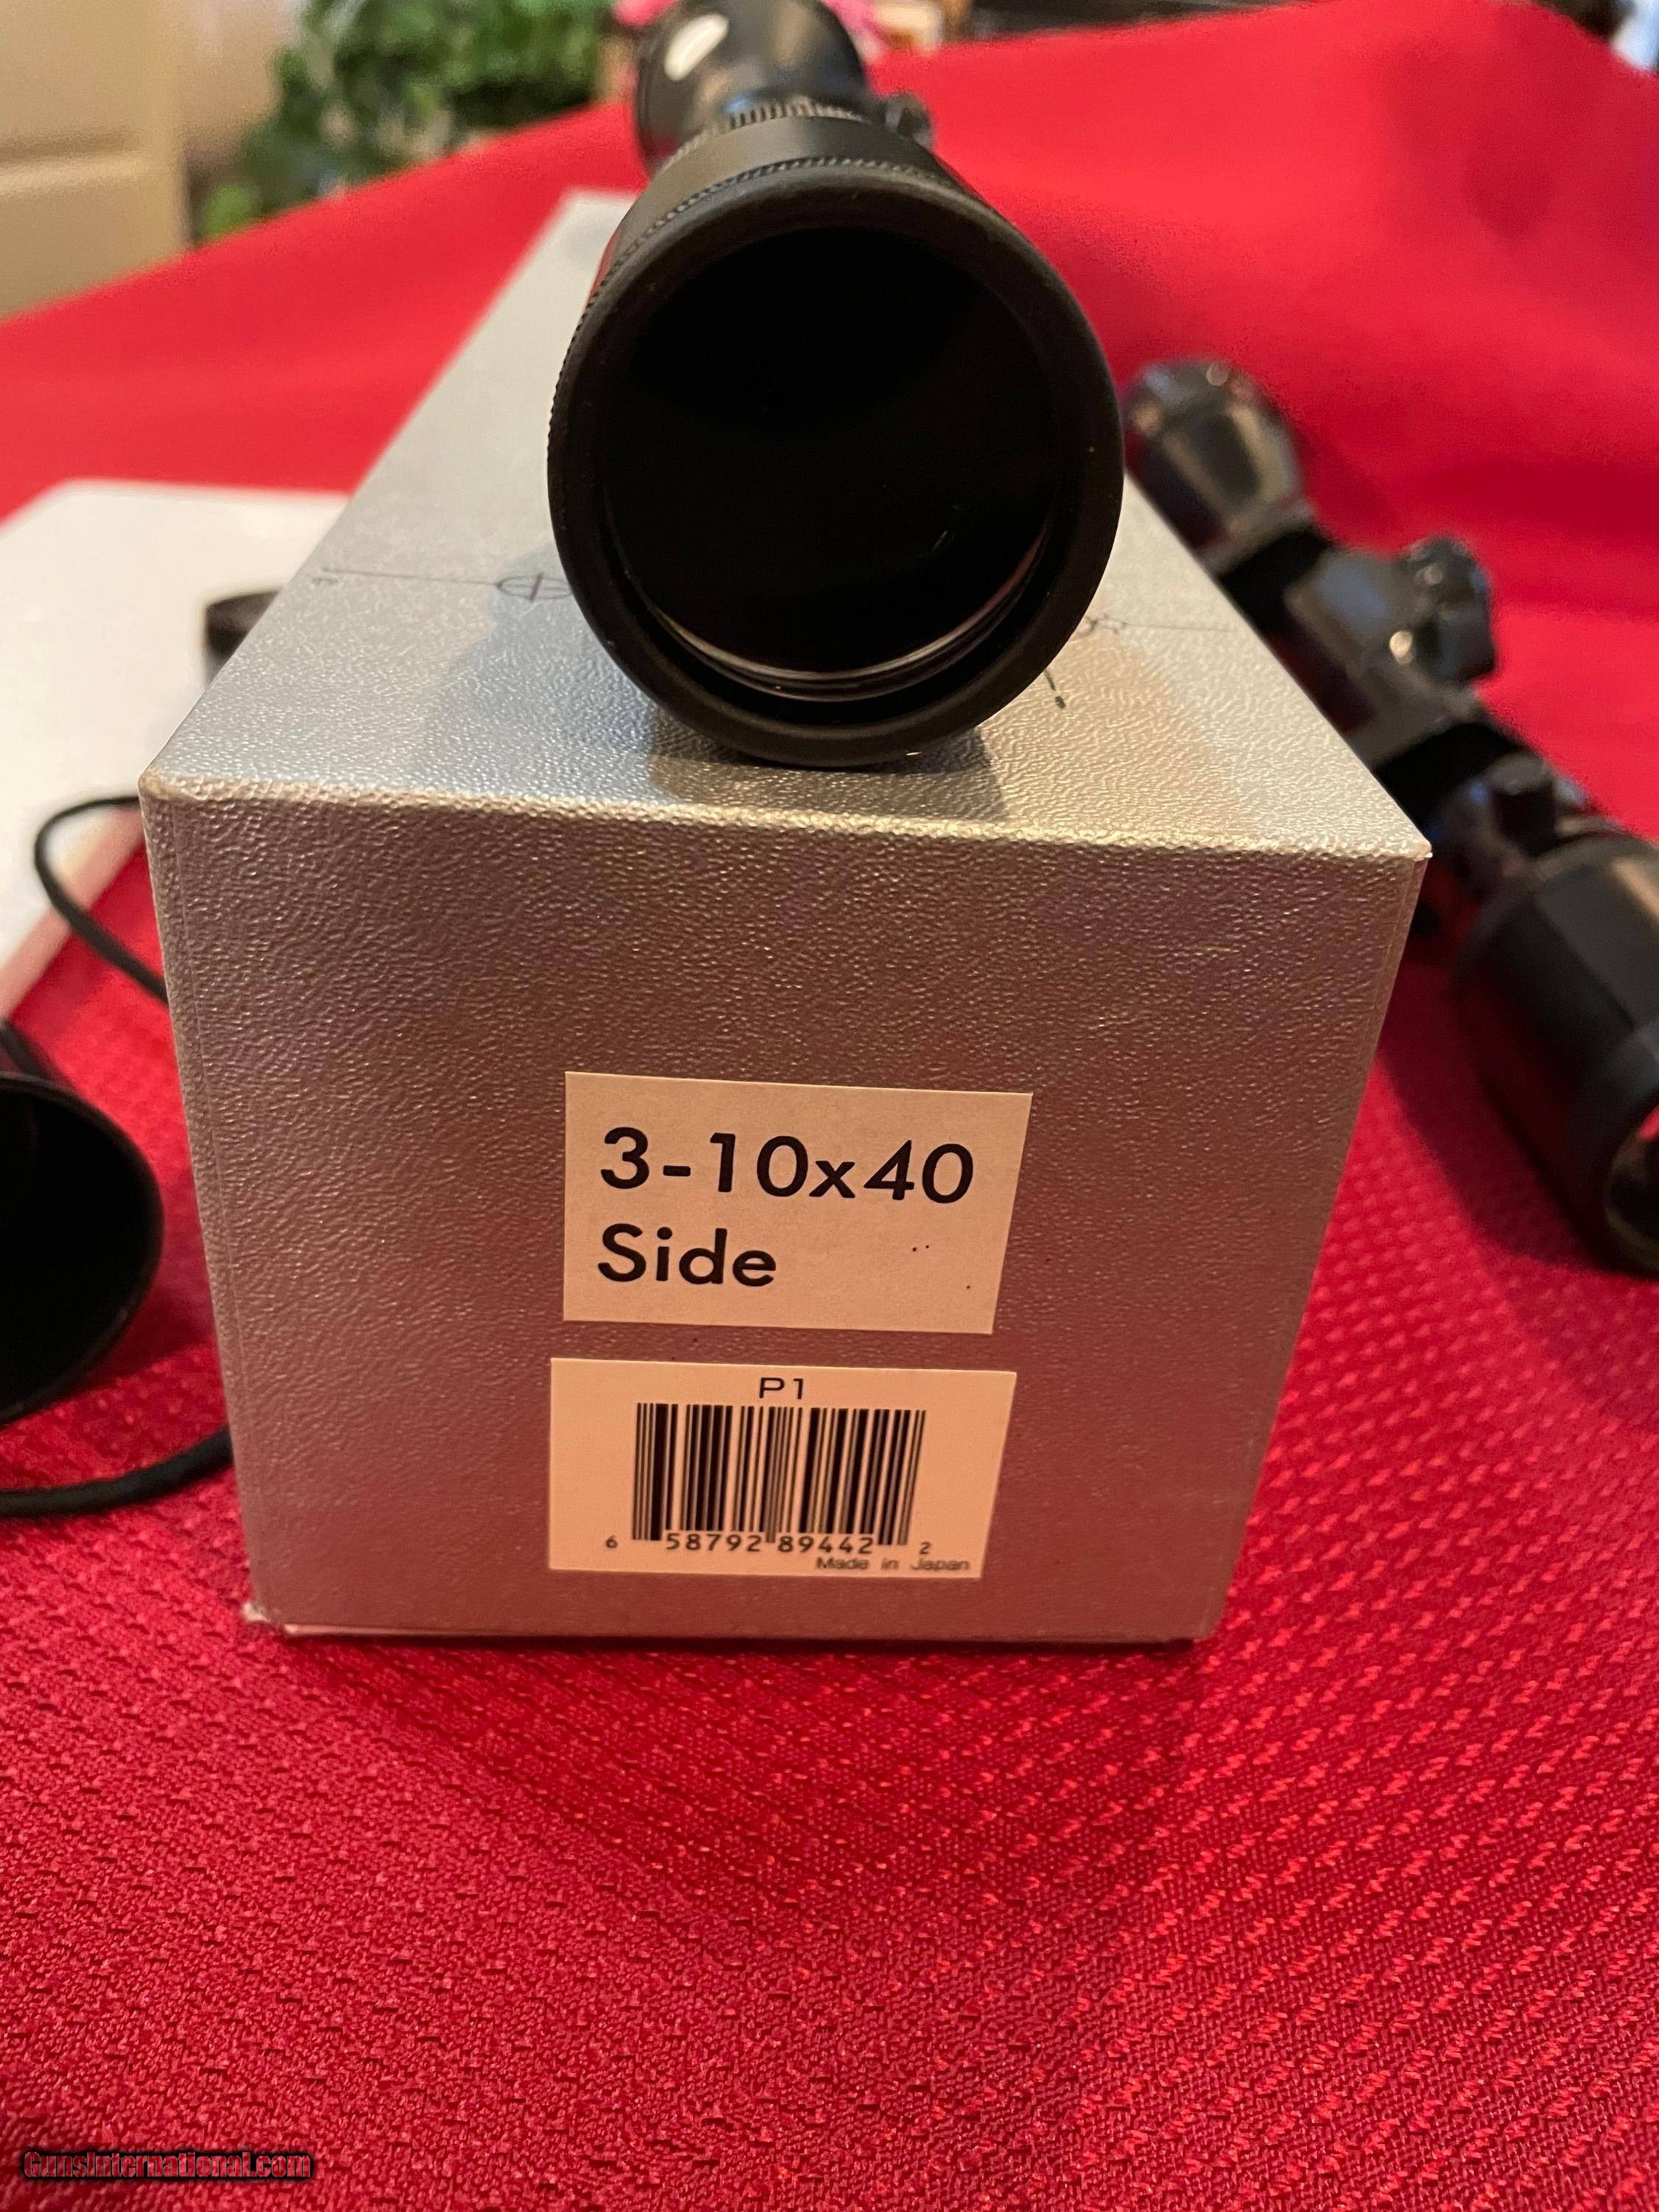 3-10x40
Side
P1
6 58792 89442 2
Made in Japan
GunsInternational.com